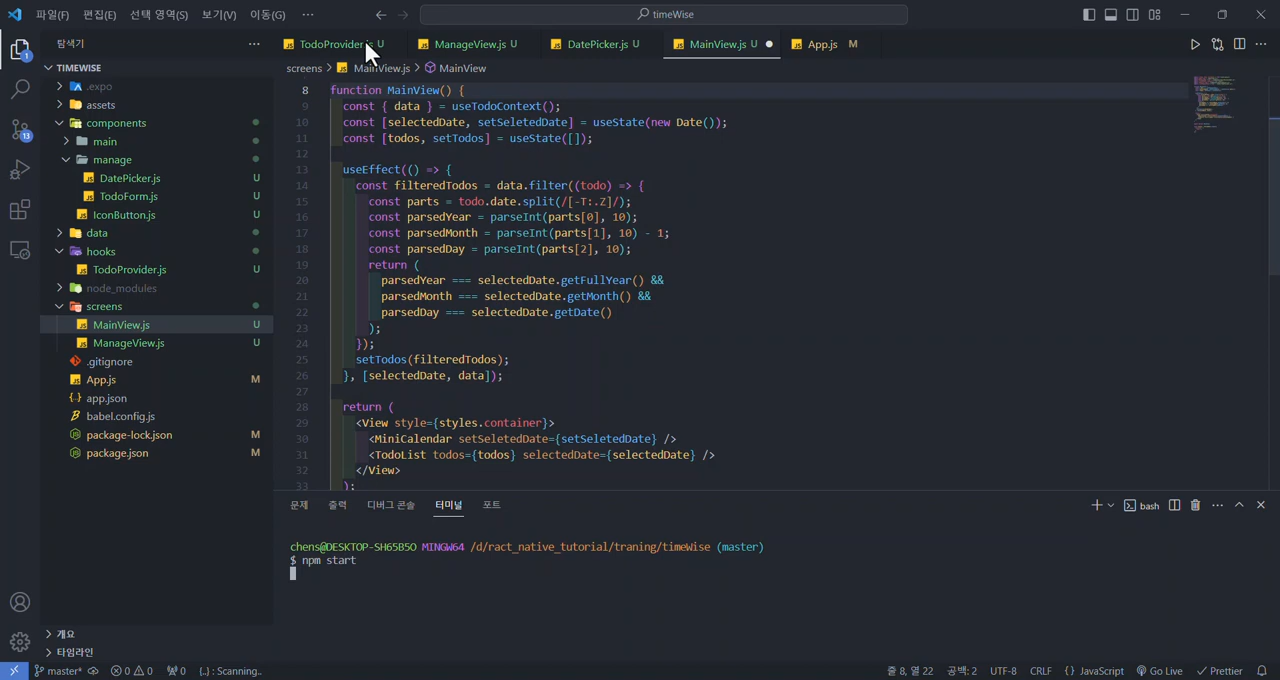 파일(F) 편집(E) 선택 영역(S) 보기(V) 이동(G) ···
timeWise
탐색기
TIMEWISE
.expo
assets
components
main
manage
DatePicker.js U
TodoForm.js U
IconButton.js U
data
hooks
TodoProvider.js U
node_modules
screens
MainView.js U
ManageView.js U
.gitignore
App.js M
app.json
babel.config.js
package-lock.json M
package.json M
개요
타임라인
1
13
TodoProvider.js U ManageView.js U DatePicker.js U MainView.js U App.js M
screens > MainView.js > MainView
8 function MainView() {
9 const { data } = useTodoContext();
10 const [selectedDate, setSeletedDate] = useState(new Date());
11 const [todos, setTodos] = useState([]);
12
13 useEffect(() => {
14 const filteredTodos = data.filter((todo) => {
15 const parts = todo.date.split(/[-T:.Z]/);
16 const parsedYear = parseInt(parts[0], 10);
17 const parsedMonth = parseInt(parts[1], 10) - 1;
18 const parsedDay = parseInt(parts[2], 10);
19 return (
20 parsedYear === selectedDate.getFullYear() &&
21 parsedMonth === selectedDate.getMonth() &&
22 parsedDay === selectedDate.getDate()
23 );
24 });
25 setTodos(filteredTodos);
26 }, [selectedDate, data]);
27
28 return (
29 <View style={styles.container}>
30 <MiniCalendar setSeletedDate={setSeletedDate} />
31 <TodoList todos={todos} selectedDate={selectedDate} />
32 </View>
33 );
문제 출력 디버그 콘솔 터미널 포트
bash
chens@DESKTOP-SH65B5O MINGW64 /d/ract_native_tutorial/traning/timeWise (master)
$ npm start
master* 0 0 0 {..} : Scanning..
줄 8, 열 22 공백: 2 UTF-8 CRLF {} JavaScript Go Live Prettier